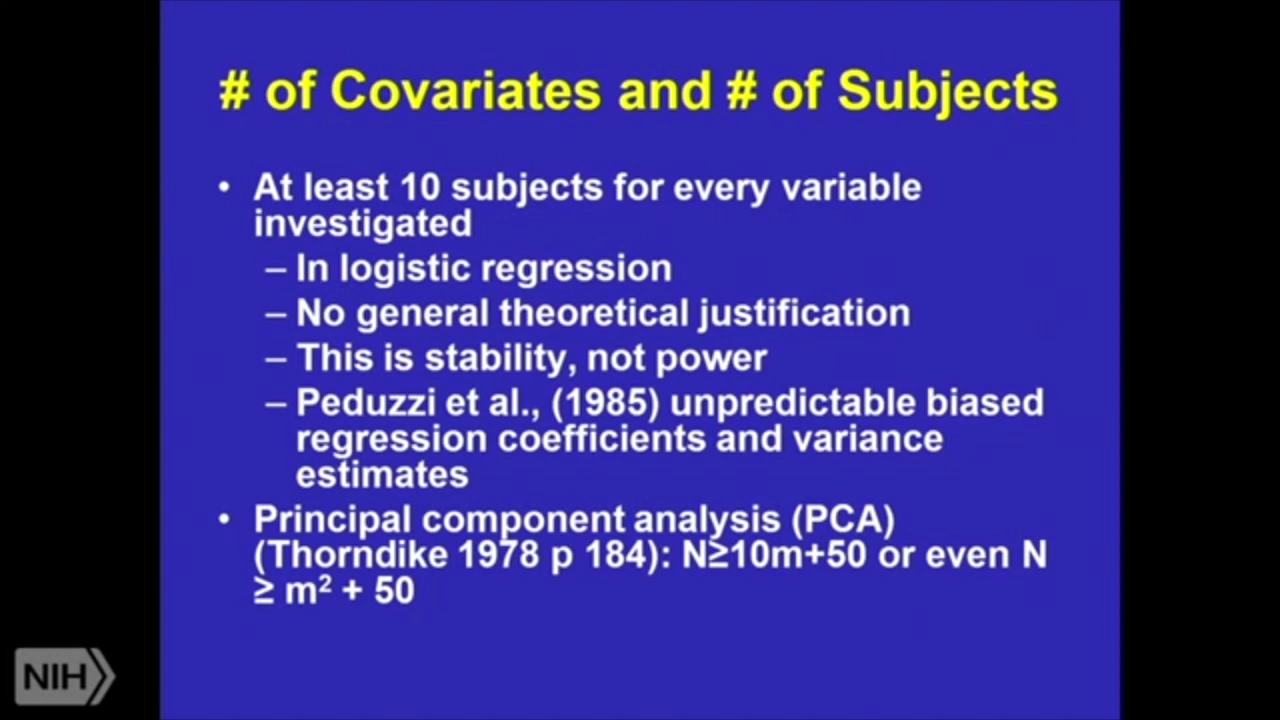 # of Covariates and # of Subjects
• At least 10 subjects for every variable
investigated
– In logistic regression
– No general theoretical justification
– This is stability, not power
– Peduzzi et al., (1985) unpredictable biased
regression coefficients and variance
estimates
• Principal component analysis (PCA)
(Thorndike 1978 p 184): N≥10m+50 or even N
≥ m² + 50
NIH